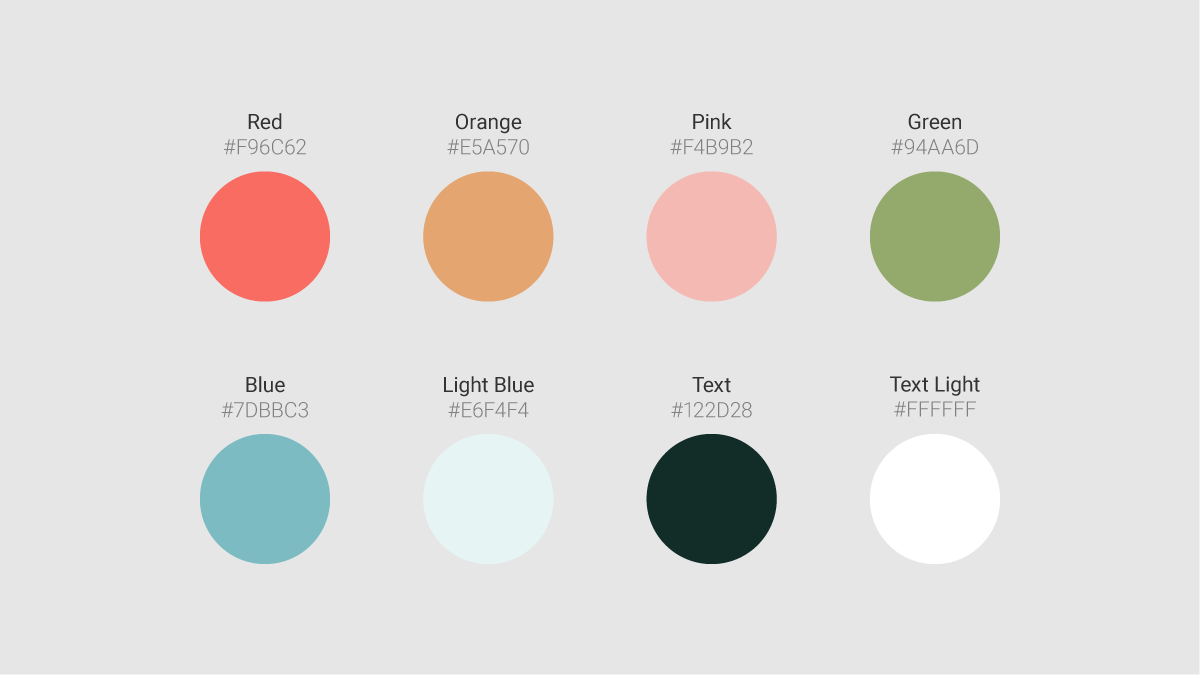 Red
#F96C62
Orange
#E5A570
Pink
#F4B9B2
Green
#94AA6D
Blue
#7DBBC3
Light Blue
#E6F4F4
Text
#122D28
Text Light
#FFFFFF